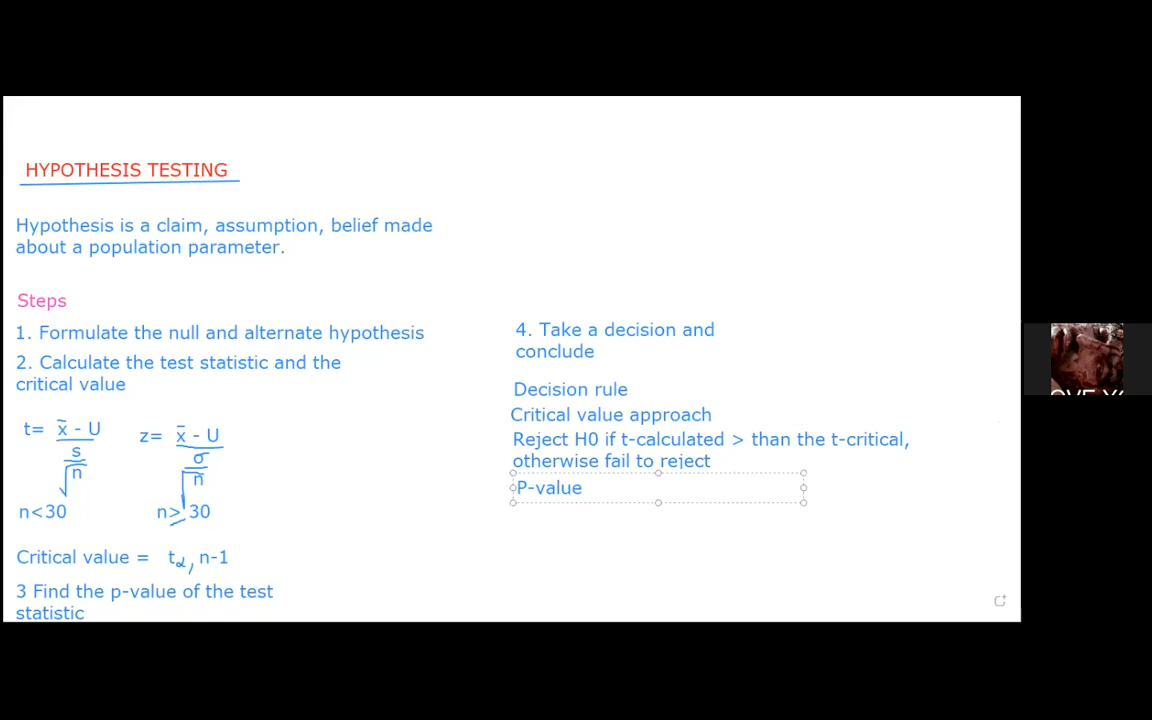 HYPOTHESIS TESTING
Hypothesis is a claim, assumption, belief made
about a population parameter.
Steps
1. Formulate the null and alternate hypothesis
2. Calculate the test statistic and the
critical value
t= x̄ - U
s
√n
n<30
z= x̄ - U
σ
√n
n≥30
Critical value = tα, n-1
3 Find the p-value of the test
statistic
4. Take a decision and
conclude
Decision rule
Critical value approach
Reject H0 if t-calculated > than the t-critical,
otherwise fail to reject
P-value